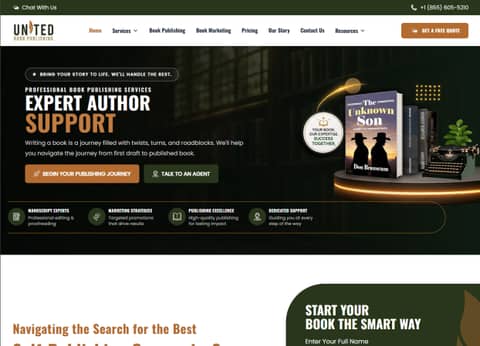 Chat With Us
+1 (855) 605-5210
UNITED
BOOK PUBLISHING
Home Services Book Publishing Book Marketing Pricing Our Story Contact Us Resources
GET A FREE QUOTE
BRING YOUR STORY TO LIFE. WE'LL HANDLE THE BEST.
PROFESSIONAL BOOK PUBLISHING SERVICES
EXPERT AUTHOR
SUPPORT
Writing a book is a journey filled with twists, turns, and roadblocks. We'll help
you navigate the journey from first draft to published book.
BEGIN YOUR PUBLISHING JOURNEY
TALK TO AN AGENT
YOUR BOOK.
OUR EXPERTISE.
SUCCESS
TOGETHER.
The
Unknown
Son
Don Brunsman
MANUSCRIPT EXPERTS
Professional editing &
proofreading
MARKETING STRATEGIES
Targeted promotions
that drive results
PUBLISHING EXCELLENCE
High-quality publishing
for lasting impact
DEDICATED SUPPORT
Guiding you at every
step of the way
Navigating the Search for the Best
START YOUR
BOOK THE SMART WAY
Enter Your Full Name